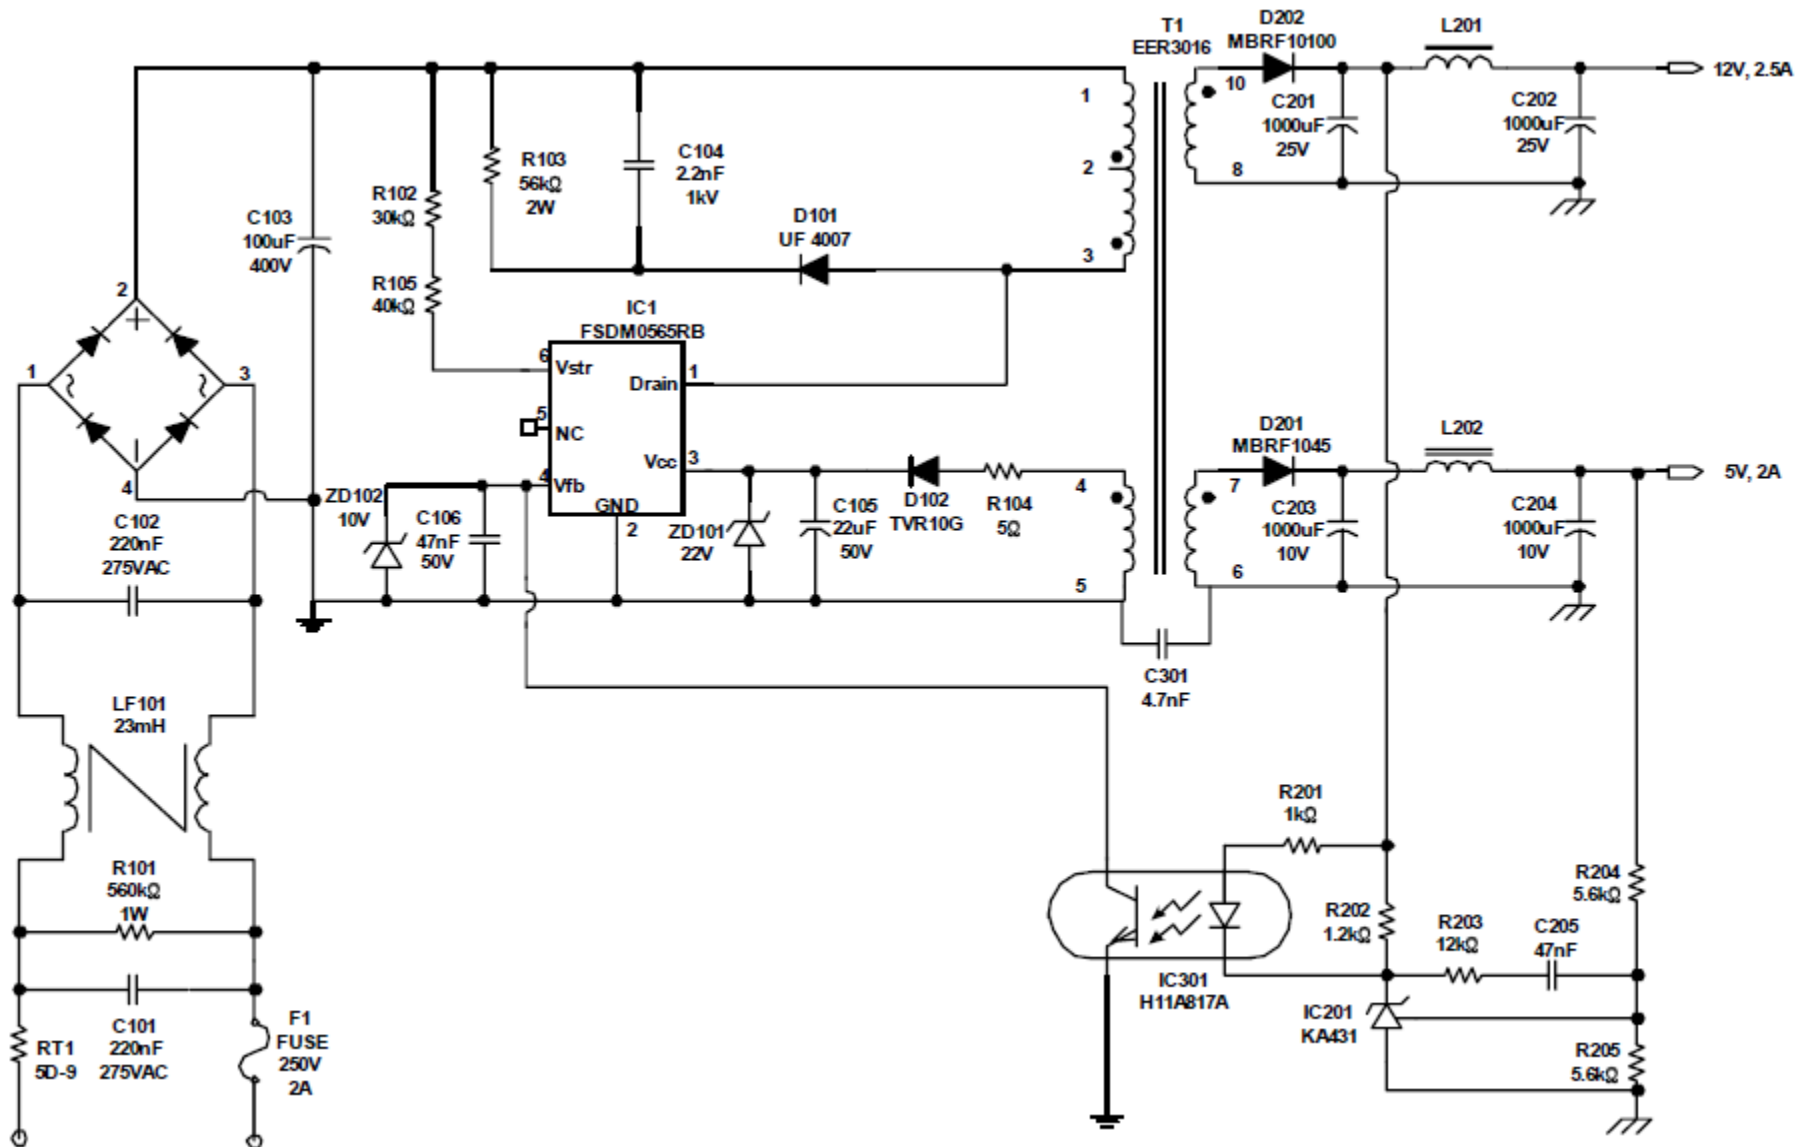 T1
EER3016
D202
MBRF10100
L201
12V, 2.5A
1
2
3
10
8
C201
1000uF
25V
C202
1000uF
25V
C103
100uF
400V
R102
30kΩ
R105
40kΩ
R103
56kΩ
2W
C104
2.2nF
1kV
D101
UF 4007
2
+
1
3
~
~
4
IC1
FSDM0565RB
6
Vstr
Drain
1
5
NC
Vcc
3
4
Vfb
GND
2
ZD102
10V
C106
47nF
50V
ZD101
22V
C105
22uF
50V
D102
TVR10G
R104
5Ω
4
5
7
6
D201
MBRF1045
L202
5V, 2A
C203
1000uF
10V
C204
1000uF
10V
C301
4.7nF
C102
220nF
275VAC
LF101
23mH
R101
560kΩ
1W
C101
220nF
275VAC
RT1
5D-9
F1
FUSE
250V
2A
R201
1kΩ
R202
1.2kΩ
R203
12kΩ
C205
47nF
R204
5.6kΩ
R205
5.6kΩ
IC301
H11A817A
IC201
KA431